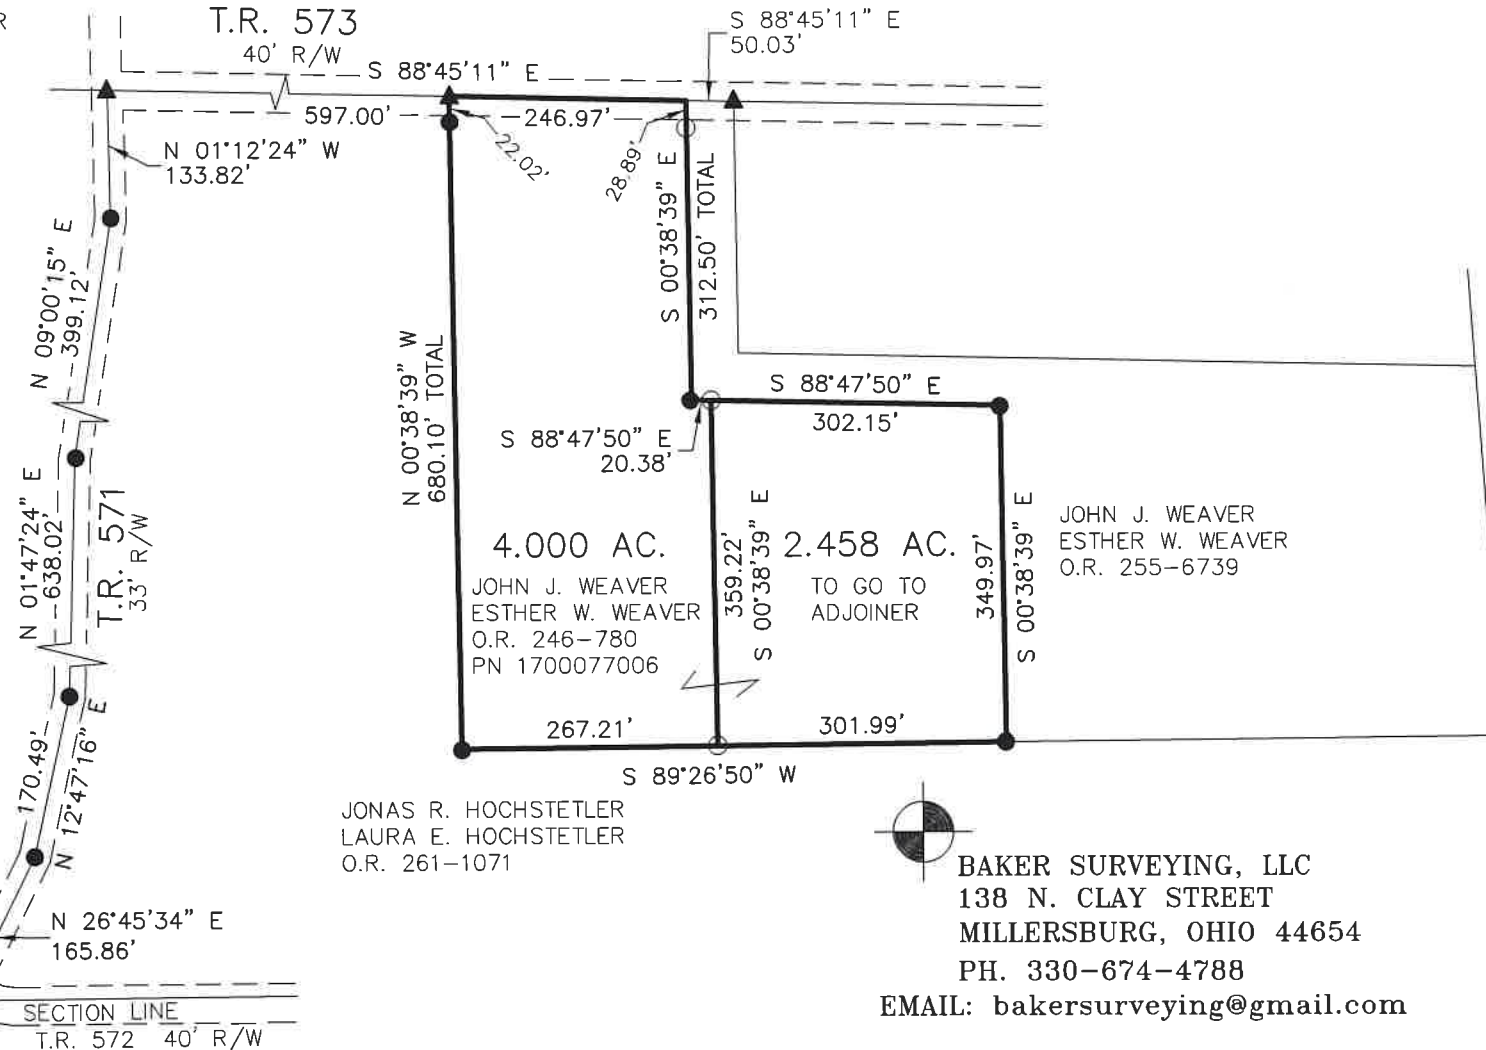 R
T.R. 573
40' R/W
S 88°45'11" E
50.03'
S 88°45'11" E
597.00'
246.97'
22.02'
28.89'
N 01°12'24" W
133.82'
S 00°38'39" E
312.50' TOTAL
N 09°00'15" E
399.12'
N 00°38'39" W
680.10' TOTAL
S 88°47'50" E
302.15'
S 88°47'50" E
20.38'
N 01°47'24" E
638.02'
T.R. 571
33' R/W
4.000 AC.
JOHN J. WEAVER
ESTHER W. WEAVER
O.R. 246-780
PN 1700077006
359.22'
S 00°38'39" E
2.458 AC.
TO GO TO
ADJOINER
349.97'
S 00°38'39" E
JOHN J. WEAVER
ESTHER W. WEAVER
O.R. 255-6739
267.21'
301.99'
S 89°26'50" W
170.49'
N 12°47'16" E
JONAS R. HOCHSTETLER
LAURA E. HOCHSTETLER
O.R. 261-1071
N 26°45'34" E
165.86'
SECTION LINE
T.R. 572 40' R/W
BAKER SURVEYING, LLC
138 N. CLAY STREET
MILLERSBURG, OHIO 44654
PH. 330-674-4788
EMAIL: bakersurveying@gmail.com